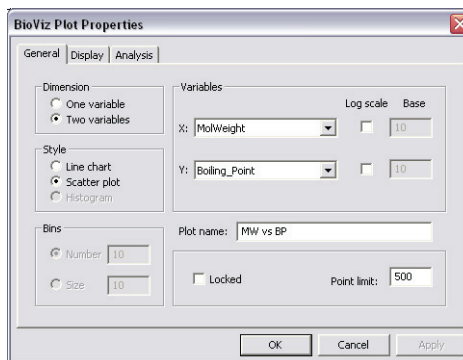 BioViz Plot Properties
General Display Analysis
Dimension
One variable
Two variables
Style
Line chart
Scatter plot
Histogram
Bins
Number 10
Size 10
Variables
Log scale Base
X: MolWeight 10
Y: Boiling_Point 10
Plot name: MW vs BP
Locked Point limit: 500
OK Cancel Apply